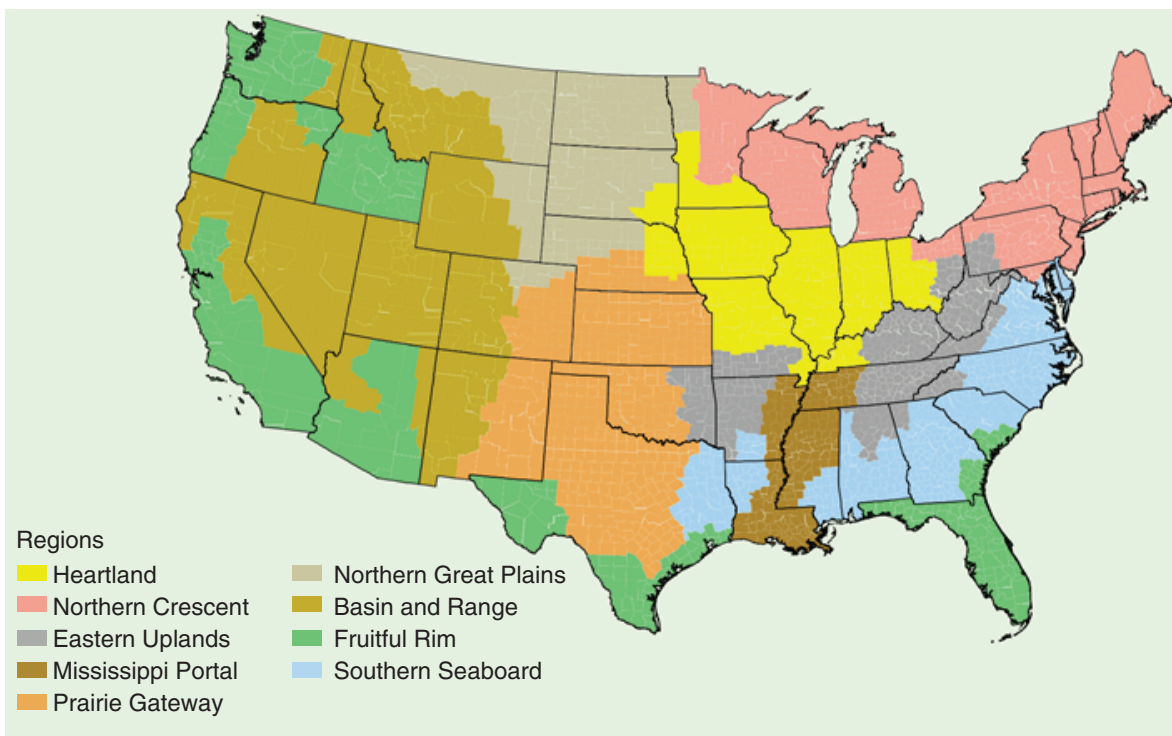 Regions
Heartland
Northern Crescent
Eastern Uplands
Mississippi Portal
Prairie Gateway
Northern Great Plains
Basin and Range
Fruitful Rim
Southern Seaboard